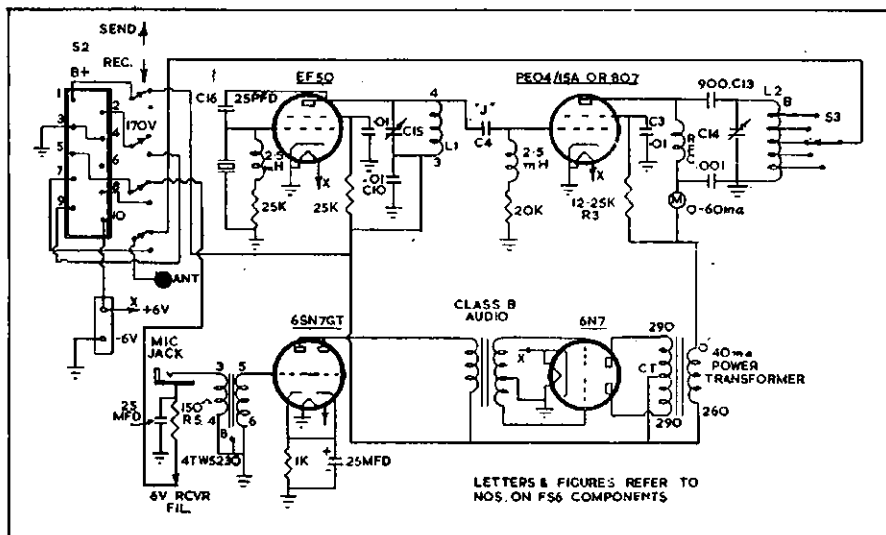 SEND.
S2
REC.
B+
1
2
170V
3
4
5
6
7
8
9
10
ANT
X
+6V
-6V
C16
25PFD
EF50
2·5
mH
25K
X
25K
·01
C15
·01
C10
4
L1
3
"J"
C4
PEO4/15A OR 807
2·5
mH
20K
X
12-25K
R3
C3
·01
RFC
900.C13
C14
·001
M
0-60ma
L2
B
S3
MIC
JACK
25
MFD
150
R5
3
5
4
6
B
4TW5230
6V RCVR
FIL.
6SN7GT
1K
+
-
25MFD
CLASS B
AUDIO
X
6N7
290
CT
290
0
40ma
POWER
TRANSFORMER
260
LETTERS & FIGURES REFER TO
NOS. ON FS6 COMPONENTS